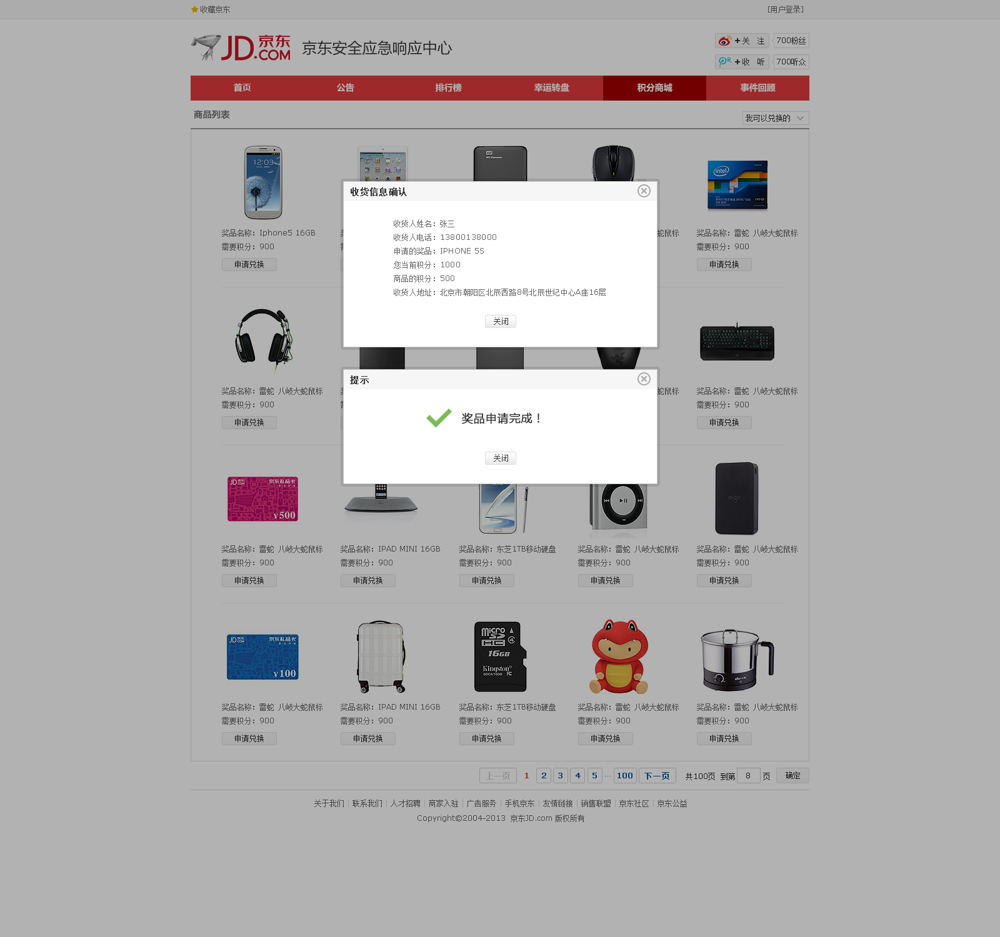 收藏京东
[用户登录]
JD.COM 京东
京东安全应急响应中心
+关 注 700粉丝
+收 听 700听众
首页 公告 排行榜 幸运转盘 积分商城 事件回顾
商品列表
我可以兑换的
12:03
WD
WD Elements
intel
240 GB
收货信息确认
收货人姓名：张三
收货人电话：13800138000
申请的奖品：IPHONE 5S
您当前积分：1000
商品的积分：500
收货人地址：北京市朝阳区北辰西路8号北辰世纪中心A座16层
关闭
奖品名称：Iphone5 16GB
蛇鼠标
奖品名称：雷蛇 八岐大蛇鼠标
需要积分：900
需要积分：900
申请兑换
申请兑换
提示
奖品申请完成！
关闭
奖品名称：雷蛇 八岐大蛇鼠标
蛇鼠标
奖品名称：雷蛇 八岐大蛇鼠标
需要积分：900
需要积分：900
申请兑换
申请兑换
JD.COM 京东礼品卡
¥500
aigo
奖品名称：雷蛇 八岐大蛇鼠标 奖品名称：IPAD MINI 16GB 奖品名称：东芝1TB移动硬盘 奖品名称：雷蛇 八岐大蛇鼠标 奖品名称：雷蛇 八岐大蛇鼠标
需要积分：900 需要积分：900 需要积分：900 需要积分：900 需要积分：900
申请兑换 申请兑换 申请兑换 申请兑换 申请兑换
JD.COM 京东礼品卡
¥100
micro SD HC 4
16GB
Kingston
SDC4/16GB FC
奖品名称：雷蛇 八岐大蛇鼠标 奖品名称：IPAD MINI 16GB 奖品名称：东芝1TB移动硬盘 奖品名称：雷蛇 八岐大蛇鼠标 奖品名称：雷蛇 八岐大蛇鼠标
需要积分：900 需要积分：900 需要积分：900 需要积分：900 需要积分：900
申请兑换 申请兑换 申请兑换 申请兑换 申请兑换
上一页 1 2 3 4 5 … 100 下一页 共100页 到第 8 页 确定
关于我们 | 联系我们 | 人才招聘 | 商家入驻 | 广告服务 | 手机京东 | 友情链接 | 销售联盟 | 京东社区 | 京东公益
Copyright©2004-2013 京东JD.com 版权所有